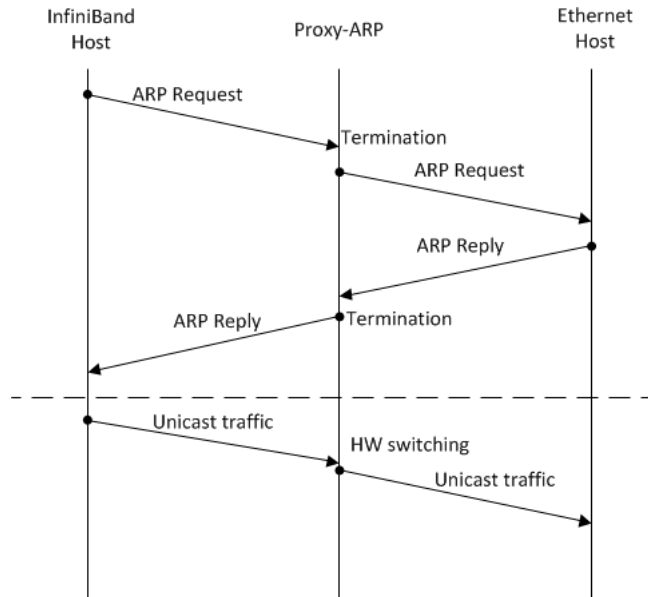 InfiniBand
Host
Proxy-ARP
Ethernet
Host
ARP Request
Termination
ARP Request
ARP Reply
ARP Reply
Termination
Unicast traffic
HW switching
Unicast traffic